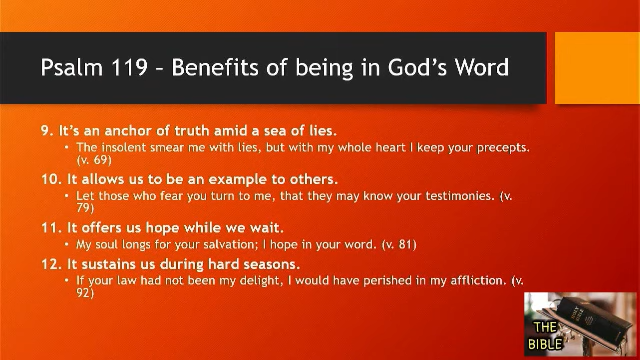 Psalm 119 – Benefits of being in God's Word
9. It's an anchor of truth amid a sea of lies.
• The insolent smear me with lies, but with my whole heart I keep your precepts.
(v. 69)
10. It allows us to be an example to others.
• Let those who fear you turn to me, that they may know your testimonies. (v.
79)
11. It offers us hope while we wait.
• My soul longs for your salvation; I hope in your word. (v. 81)
12. It sustains us during hard seasons.
• If your law had not been my delight, I would have perished in my affliction. (v.
92)
HOLY BIBLE
THE
BIBLE